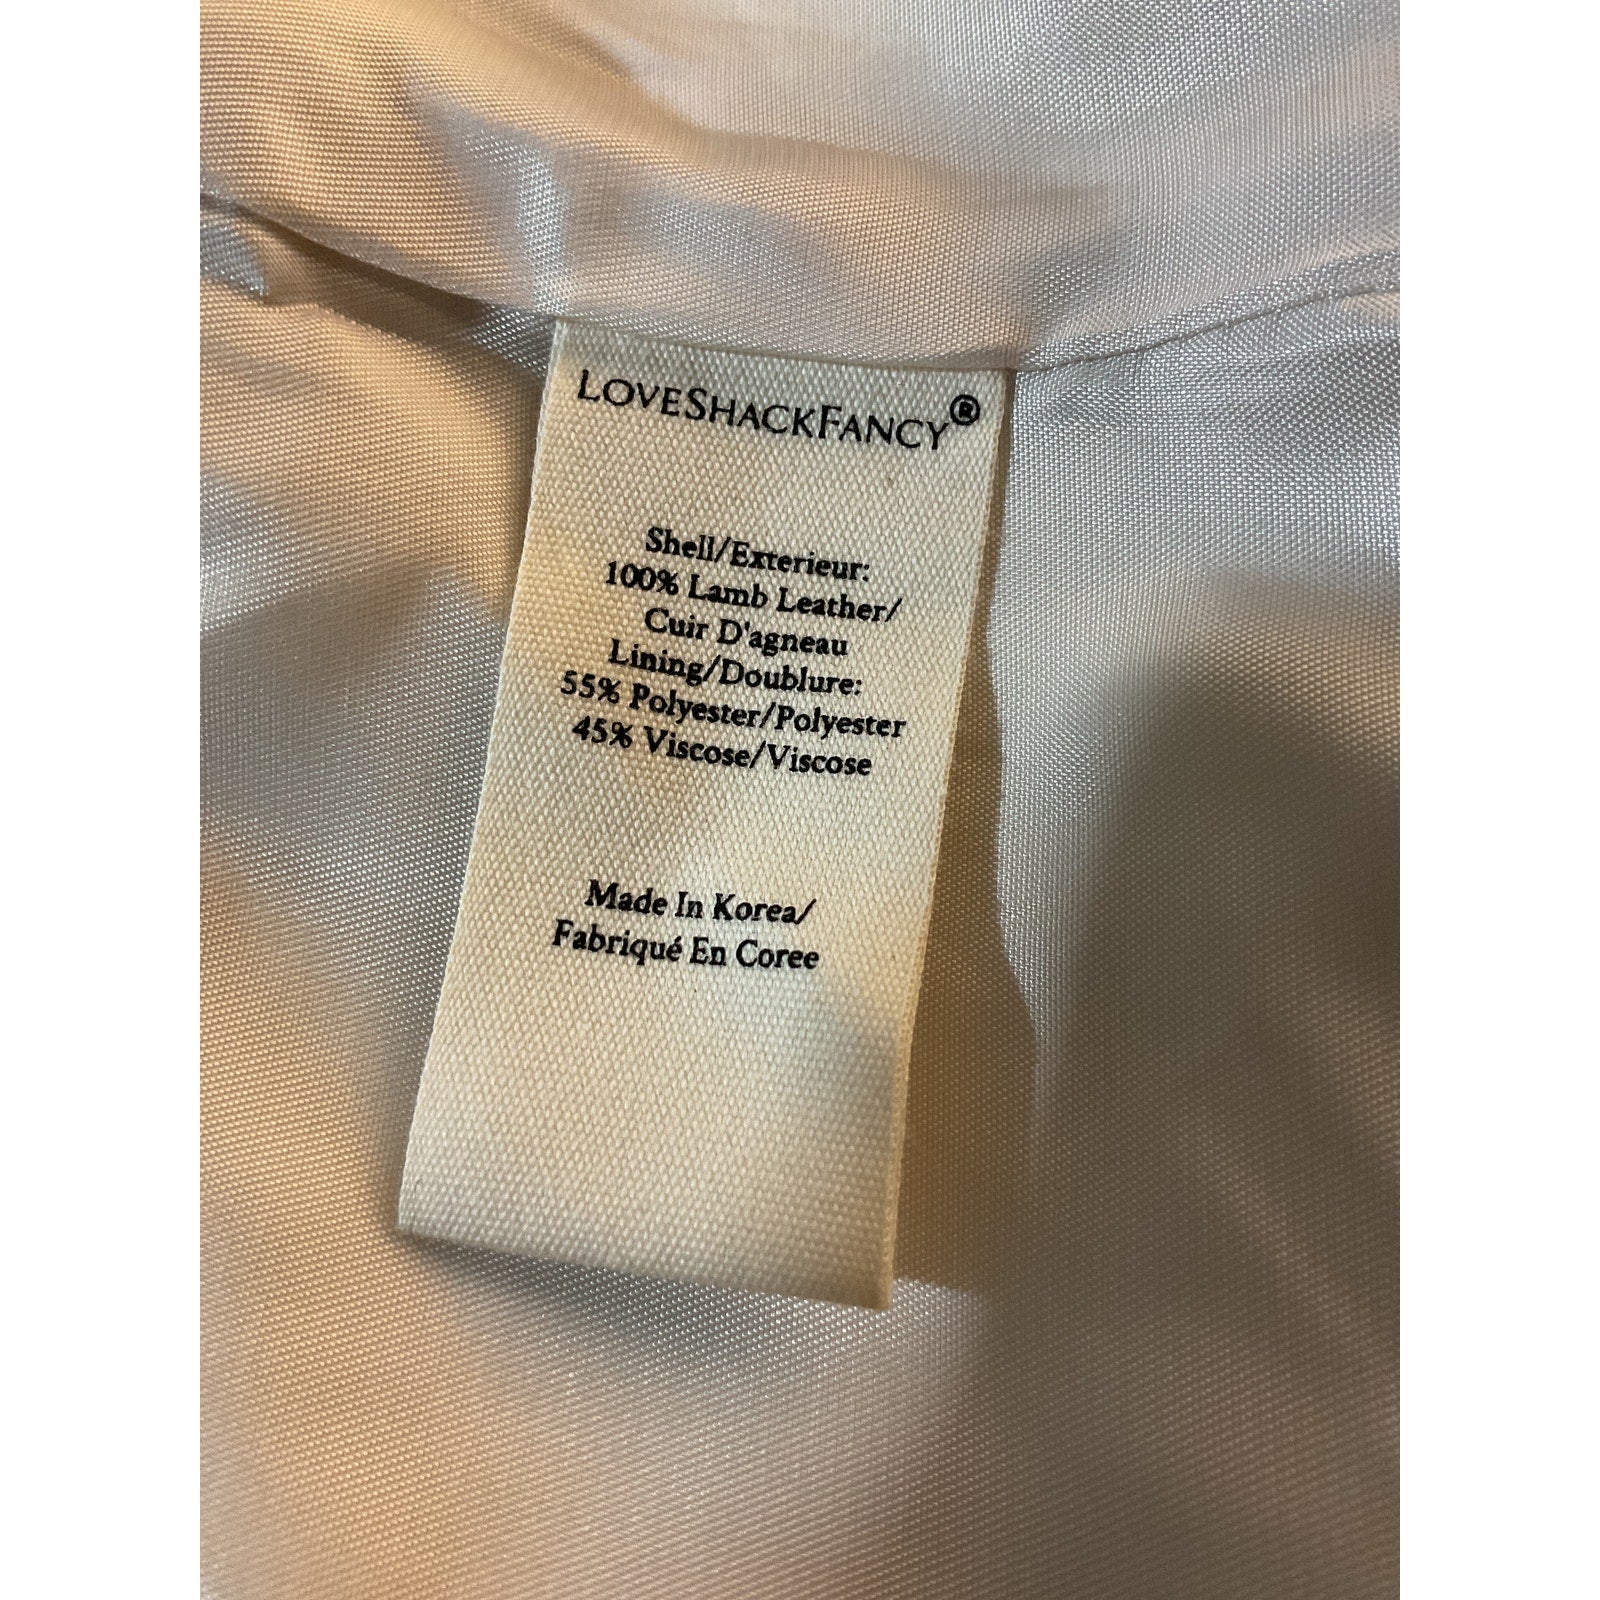 LOVESHACKFANCY®
Shell/Exterieur:
100% Lamb Leather/
Cuir D'agneau
Lining/Doublure:
55% Polyester/Polyester
45% Viscose/Viscose
Made In Korea/
Fabriqué En Coree